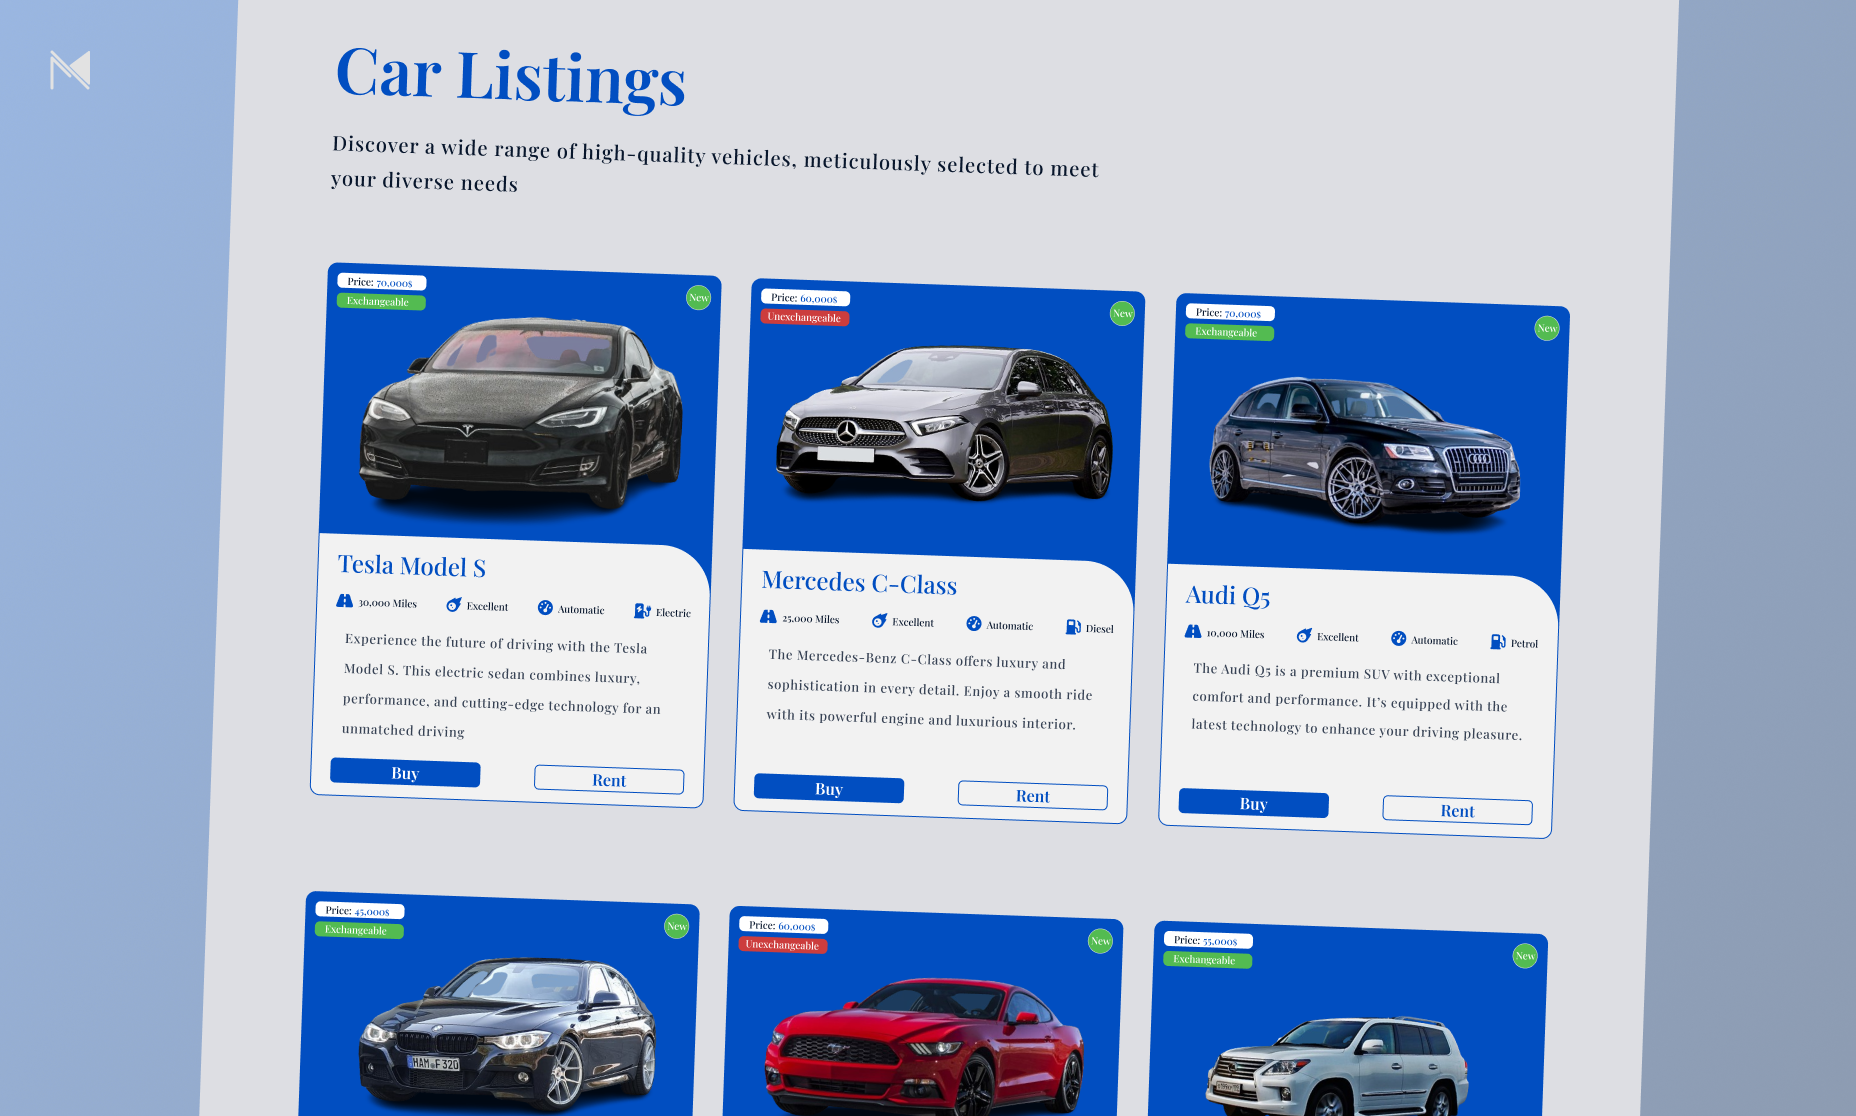 Car Listings
Discover a wide range of high-quality vehicles, meticulously selected to meet
your diverse needs
Price: 70,000$
Exchangeable
New
Tesla Model S
30,000 Miles
Excellent
Automatic
Electric
Experience the future of driving with the Tesla
Model S. This electric sedan combines luxury,
performance, and cutting-edge technology for an
unmatched driving
Buy
Rent
Price: 60,000$
Unexchangeable
New
Mercedes C-Class
25,000 Miles
Excellent
Automatic
Diesel
The Mercedes-Benz C-Class offers luxury and
sophistication in every detail. Enjoy a smooth ride
with its powerful engine and luxurious interior.
Buy
Rent
Price: 70,000$
Exchangeable
New
Audi Q5
10,000 Miles
Excellent
Automatic
Petrol
The Audi Q5 is a premium SUV with exceptional
comfort and performance. It's equipped with the
latest technology to enhance your driving pleasure.
Buy
Rent
Price: 45,000$
Exchangeable
New
HAM F 320
Price: 60,000$
Unexchangeable
New
Price: 55,000$
Exchangeable
New